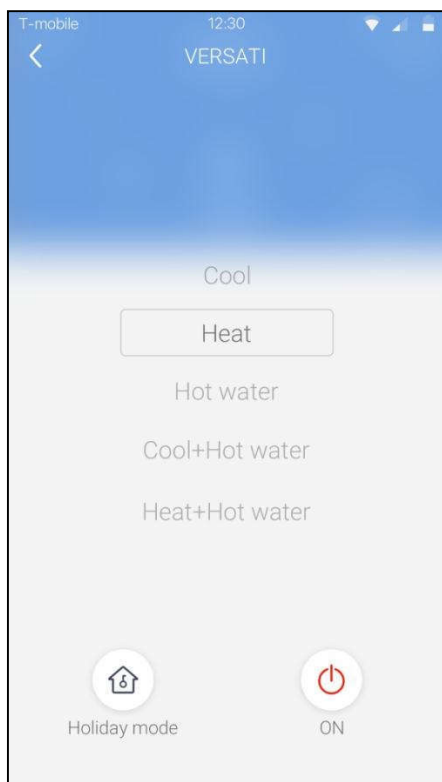 T-mobile 12:30
VERSATI
Cool
Heat
Hot water
Cool+Hot water
Heat+Hot water
Holiday mode ON